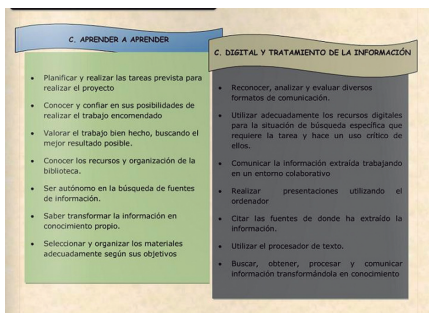 C. APRENDER A APRENDER
• Planificar y realizar las tareas prevista para
realizar el proyecto
• Conocer y confiar en sus posibilidades de
realizar el trabajo encomendado
• Valorar el trabajo bien hecho, buscando el
mejor resultado posible.
• Conocer los recursos y organización de la
biblioteca.
• Ser autónomo en la búsqueda de fuentes
de información.
• Saber transformar la información en
conocimiento propio.
• Seleccionar y organizar los materiales
adecuadamente según sus objetivos
C. DIGITAL Y TRATAMIENTO DE LA INFORMACIÓN
• Reconocer, analizar y evaluar diversos
formatos de comunicación.
• Utilizar adecuadamente los recursos digitales
para la situación de búsqueda específica que
requiere la tarea y hace un uso crítico de
ellos.
• Comunicar la información extraída trabajando
en un entorno colaborativo
• Realizar presentaciones utilizando el
ordenador
• Citar las fuentes de donde ha extraído la
información.
• Utilizar el procesador de texto.
• Buscar, obtener, procesar y comunicar
información transformándola en conocimiento